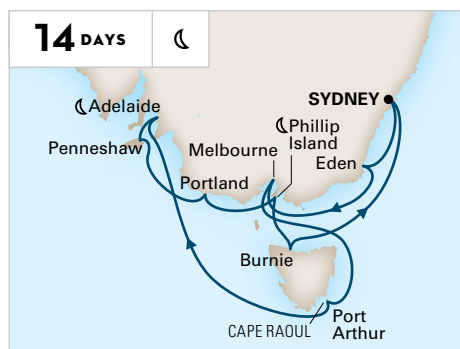 14 DAYS
SYDNEY
Adelaide
Phillip
Island
Melbourne
Penneshaw
Eden
Portland
Burnie
Port
Arthur
CAPE RAOUL